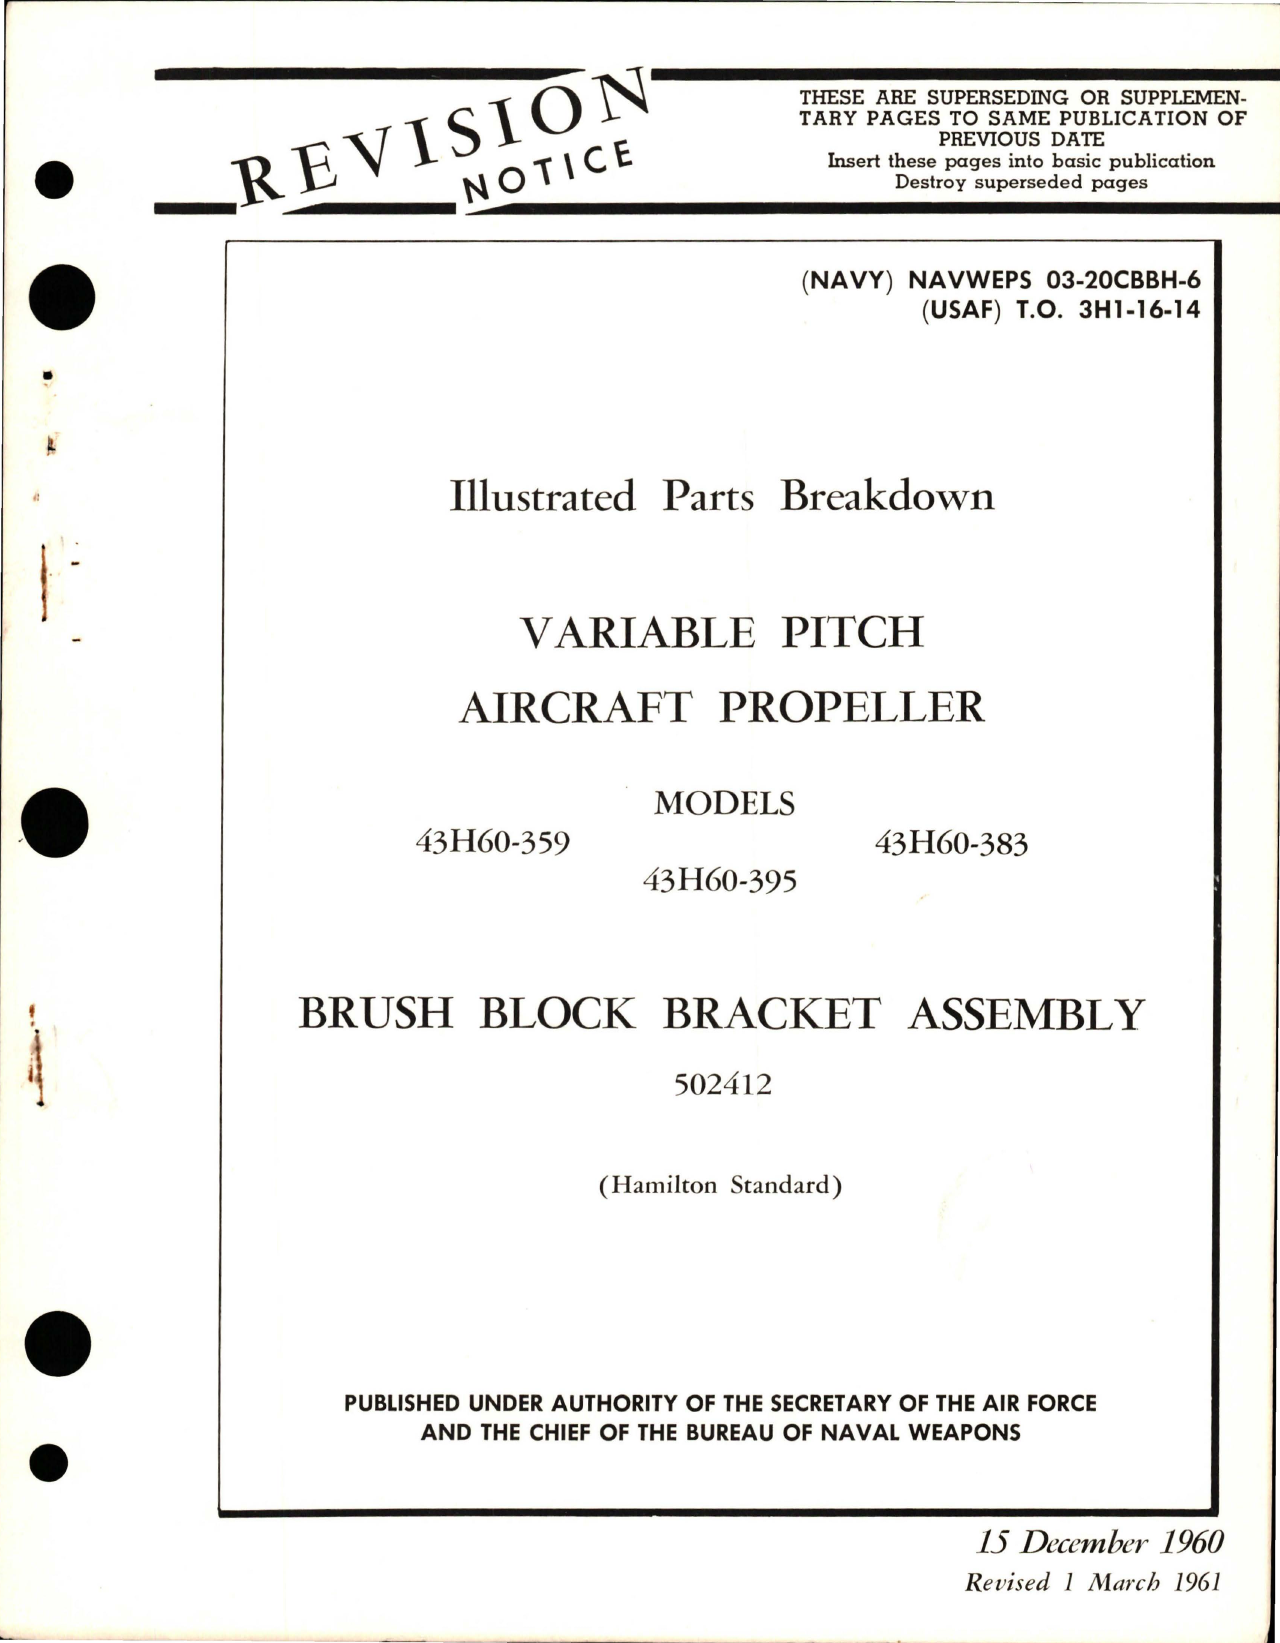 REVISION
NOTICE
THESE ARE SUPERSEDING OR SUPPLEMEN-
TARY PAGES TO SAME PUBLICATION OF
PREVIOUS DATE
Insert these pages into basic publication
Destroy superseded pages
(NAVY) NAVWEPS 03-20CBBH-6
(USAF) T.O. 3H1-16-14
Illustrated Parts Breakdown
VARIABLE PITCH
AIRCRAFT PROPELLER
MODELS
43H60-359 43H60-383
43H60-395
BRUSH BLOCK BRACKET ASSEMBLY
502412
(Hamilton Standard)
PUBLISHED UNDER AUTHORITY OF THE SECRETARY OF THE AIR FORCE
AND THE CHIEF OF THE BUREAU OF NAVAL WEAPONS
15 December 1960
Revised 1 March 1961